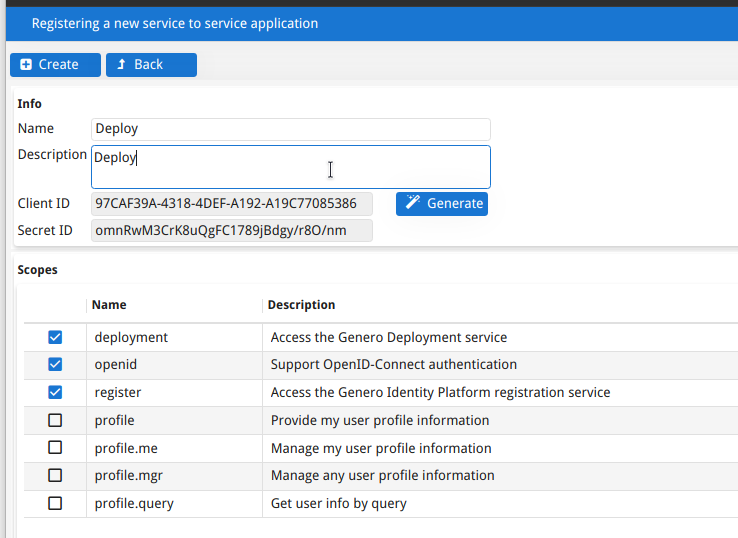 Registering a new service to service application
Create Back
Info
Name Deploy
Description Deploy
Client ID 97CAF39A-4318-4DEF-A192-A19C77085386 Generate
Secret ID omnRwM3CrK8uQgFC1789jBdgy/r8O/nm
Scopes
Name Description
deployment Access the Genero Deployment service
openid Support OpenID-Connect authentication
register Access the Genero Identity Platform registration service
profile Provide my user profile information
profile.me Manage my user profile information
profile.mgr Manage any user profile information
profile.query Get user info by query